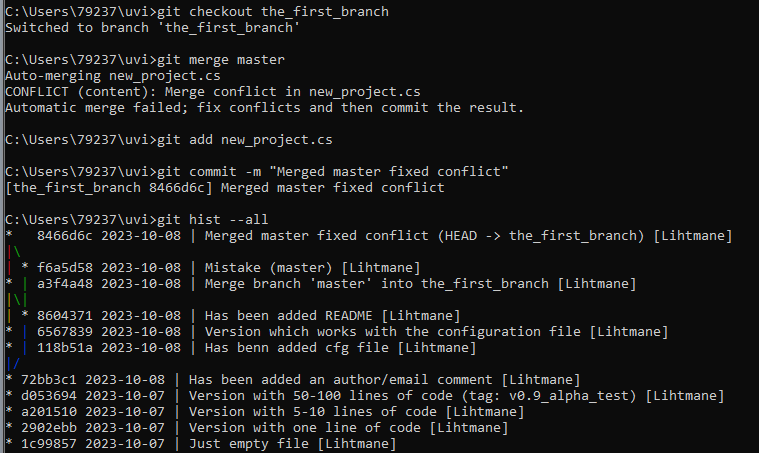 C:\Users\79237\uvi>git checkout the_first_branch
Switched to branch 'the_first_branch'
C:\Users\79237\uvi>git merge master
Auto-merging new_project.cs
CONFLICT (content): Merge conflict in new_project.cs
Automatic merge failed; fix conflicts and then commit the result.
C:\Users\79237\uvi>git add new_project.cs
C:\Users\79237\uvi>git commit -m "Merged master fixed conflict"
[the_first_branch 8466d6c] Merged master fixed conflict
C:\Users\79237\uvi>git hist --all
*   8466d6c 2023-10-08 | Merged master fixed conflict (HEAD -> the_first_branch) [Lihtmane]
|\
| * f6a5d58 2023-10-08 | Mistake (master) [Lihtmane]
* | a3f4a48 2023-10-08 | Merge branch 'master' into the_first_branch [Lihtmane]
|\|
| * 8604371 2023-10-08 | Has been added README [Lihtmane]
* | 6567839 2023-10-08 | Version which works with the configuration file [Lihtmane]
* | 118b51a 2023-10-08 | Has benn added cfg file [Lihtmane]
|/
* 72bb3c1 2023-10-08 | Has been added an author/email comment [Lihtmane]
* d053694 2023-10-07 | Version with 50-100 lines of code (tag: v0.9_alpha_test) [Lihtmane]
* a201510 2023-10-07 | Version with 5-10 lines of code [Lihtmane]
* 2902ebb 2023-10-07 | Version with one line of code [Lihtmane]
* 1c99857 2023-10-07 | Just empty file [Lihtmane]